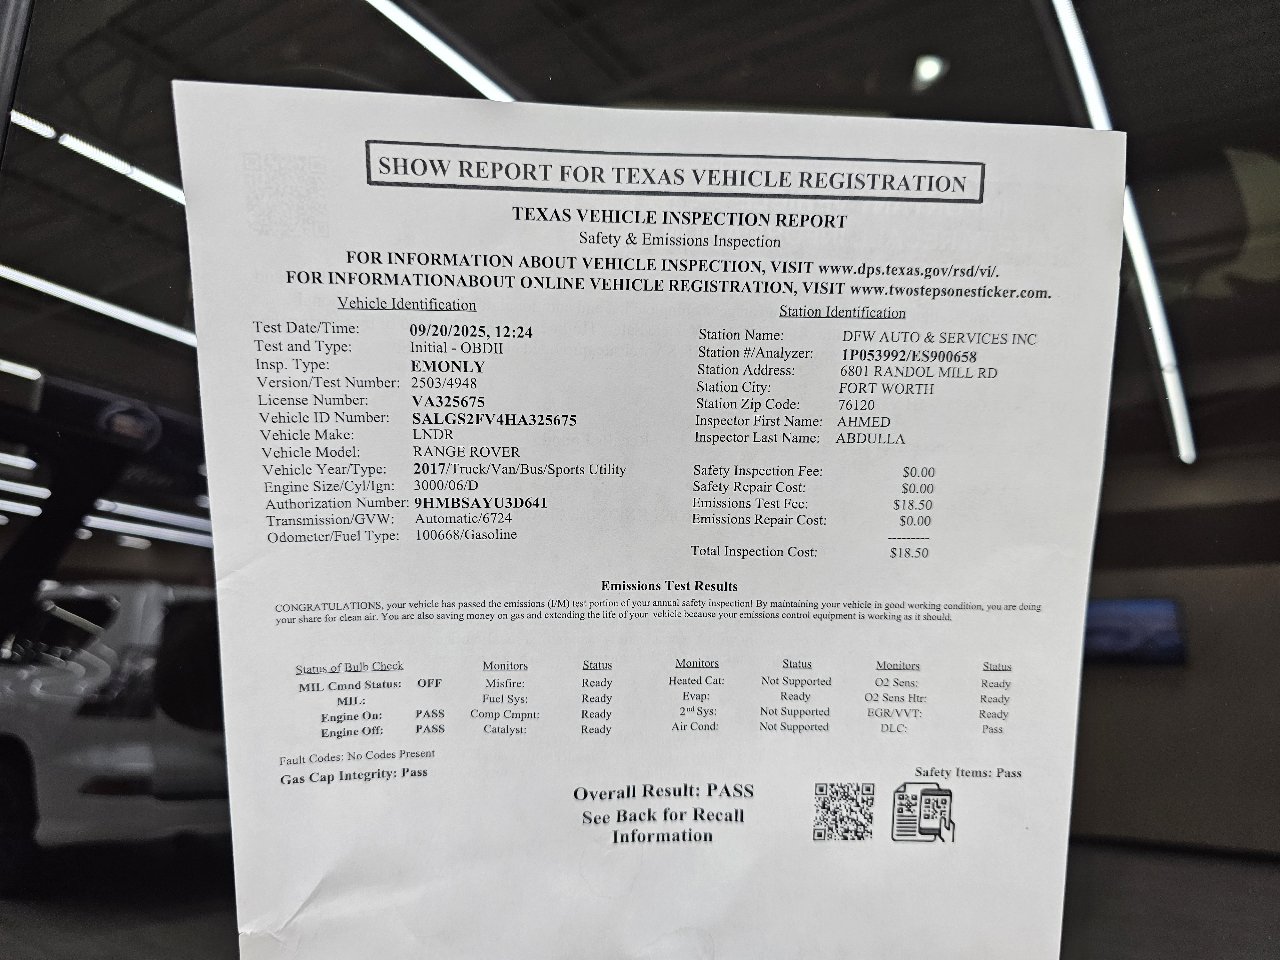 SHOW REPORT FOR TEXAS VEHICLE REGISTRATION
TEXAS VEHICLE INSPECTION REPORT
Safety & Emissions Inspection
FOR INFORMATION ABOUT VEHICLE INSPECTION, VISIT www.dps.texas.gov/rsd/vi/.
FOR INFORMATIONABOUT ONLINE VEHICLE REGISTRATION, VISIT www.twostepsonesticker.com.
Vehicle Identification
Test Date/Time: 09/20/2025, 12:24
Test and Type: Initial - OBDII
Insp. Type: EMONLY
Version/Test Number: 2503/4948
License Number: VA325675
Vehicle ID Number: SALGS2FV4HA325675
Vehicle Make: LNDR
Vehicle Model: RANGE ROVER
Vehicle Year/Type: 2017/Truck/Van/Bus/Sports Utility
Engine Size/Cyl/Ign: 3000/06/D
Authorization Number: 9HMBSAYU3D641
Transmission/GVW: Automatic/6724
Odometer/Fuel Type: 100668/Gasoline
Station Identification
Station Name: DFW AUTO & SERVICES INC
Station #/Analyzer: 1P053992/ES900658
Station Address: 6801 RANDOL MILL RD
Station City: FORT WORTH
Station Zip Code: 76120
Inspector First Name: AHMED
Inspector Last Name: ABDULLA
Safety Inspection Fee: $0.00
Safety Repair Cost: $0.00
Emissions Test Fee: $18.50
Emissions Repair Cost: $0.00
---------
Total Inspection Cost: $18.50
Emissions Test Results
CONGRATULATIONS, your vehicle has passed the emissions (I/M) test portion of your annual safety inspection! By maintaining your vehicle in good working condition, you are doing
your share for clean air. You are also saving money on gas and extending the life of your vehicle because your emissions control equipment is working as it should.
Status of Bulb Check Monitors Status Monitors Status Monitors Status
MIL Cmnd Status: OFF Misfire: Ready Heated Cat: Not Supported O2 Sens: Ready
MIL: Fuel Sys: Ready Evap: Ready O2 Sens Htr: Ready
Engine On: PASS Comp Cmpnt: Ready 2nd Sys: Not Supported EGR/VVT: Ready
Engine Off: PASS Catalyst: Ready Air Cond: Not Supported DLC: Pass
Fault Codes: No Codes Present
Gas Cap Integrity: Pass
Safety Items: Pass
Overall Result: PASS
See Back for Recall
Information